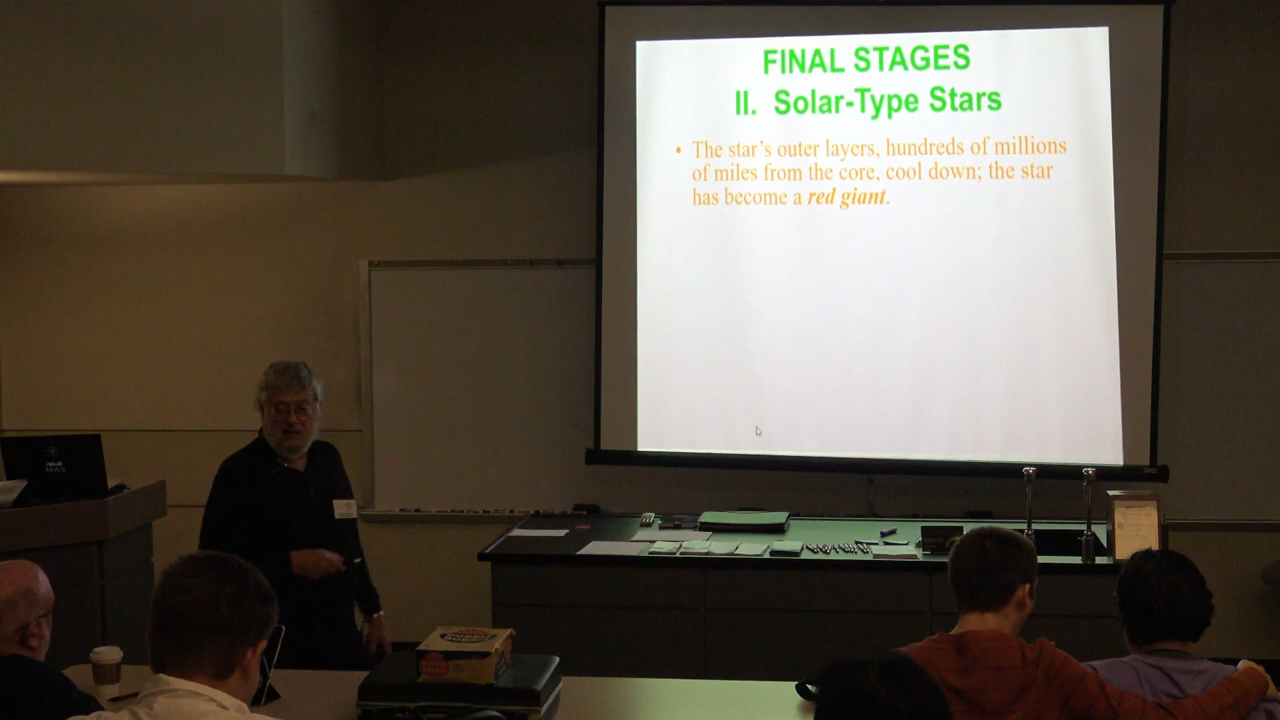 FINAL STAGES
II. Solar-Type Stars
• The star’s outer layers, hundreds of millions
of miles from the core, cool down; the star
has become a red giant.